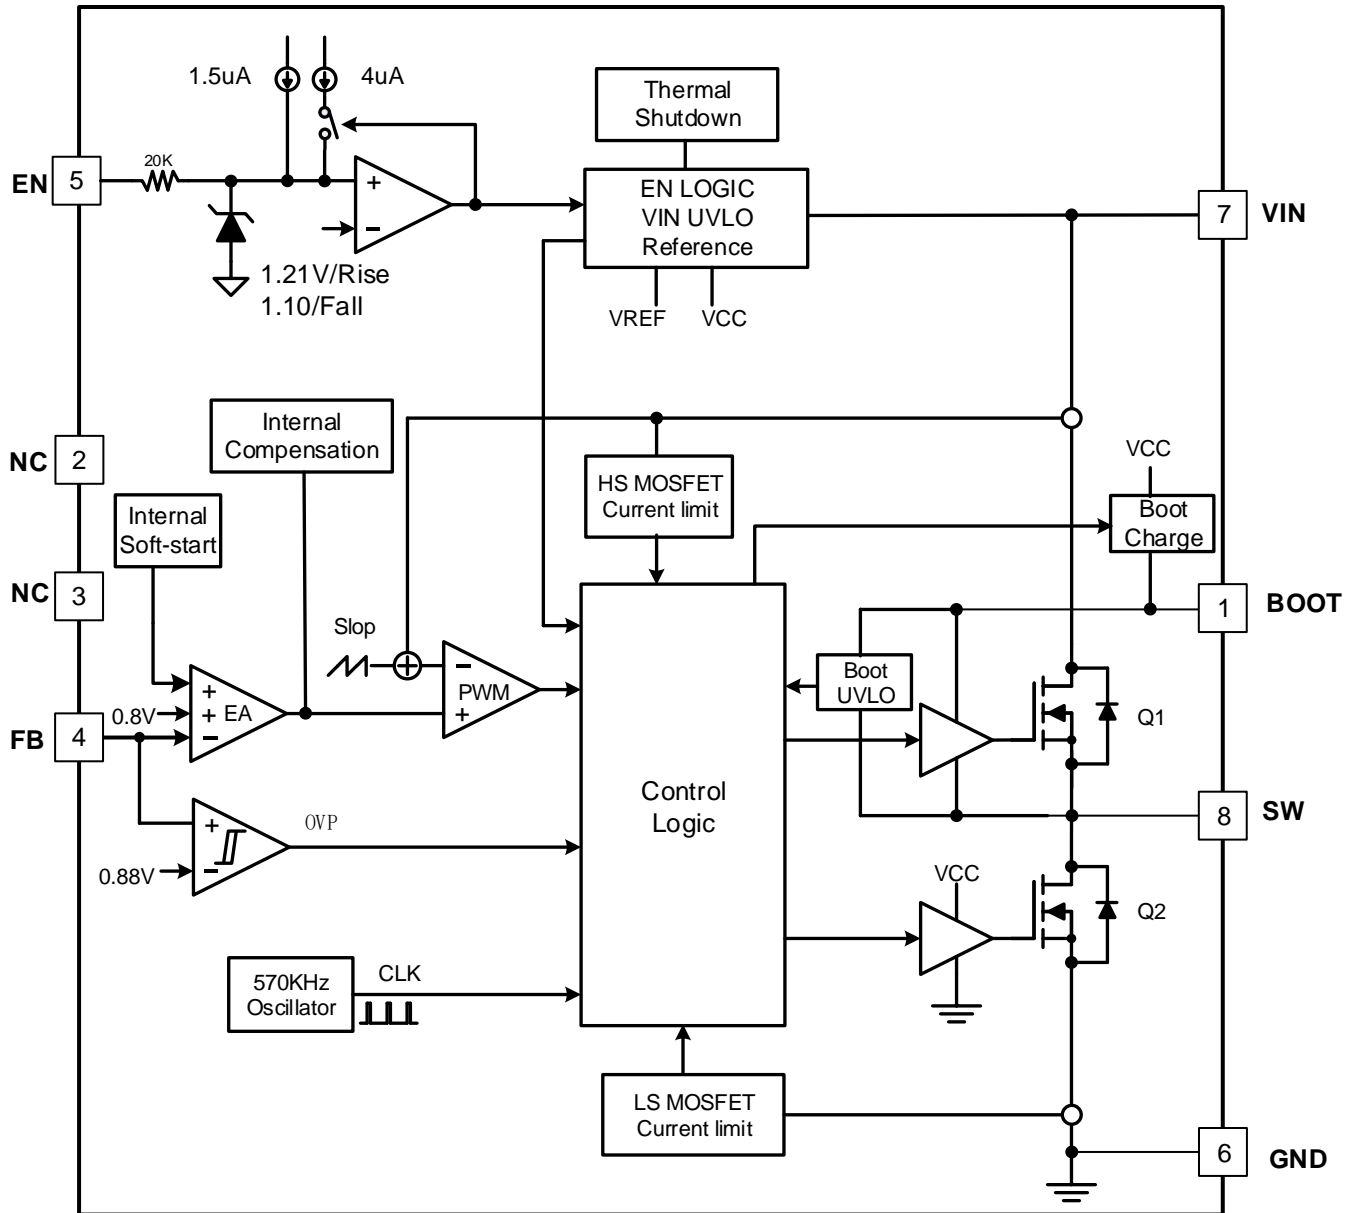 1.5uA
4uA
Thermal
Shutdown
20K
EN
5
+
−
EN LOGIC
VIN UVLO
Reference
7
VIN
1.21V/Rise
1.10/Fall
VREF
VCC
Internal
Compensation
NC
2
HS MOSFET
Current limit
VCC
Boot
Charge
Internal
Soft-start
NC
3
1
BOOT
Slop
+
−
PWM
+
Boot
UVLO
+
+
−
EA
0.8V
FB
4
Q1
Control
Logic
8
SW
+
−
OVP
0.88V
VCC
Q2
570KHz
Oscillator
CLK
LS MOSFET
Current limit
6
GND